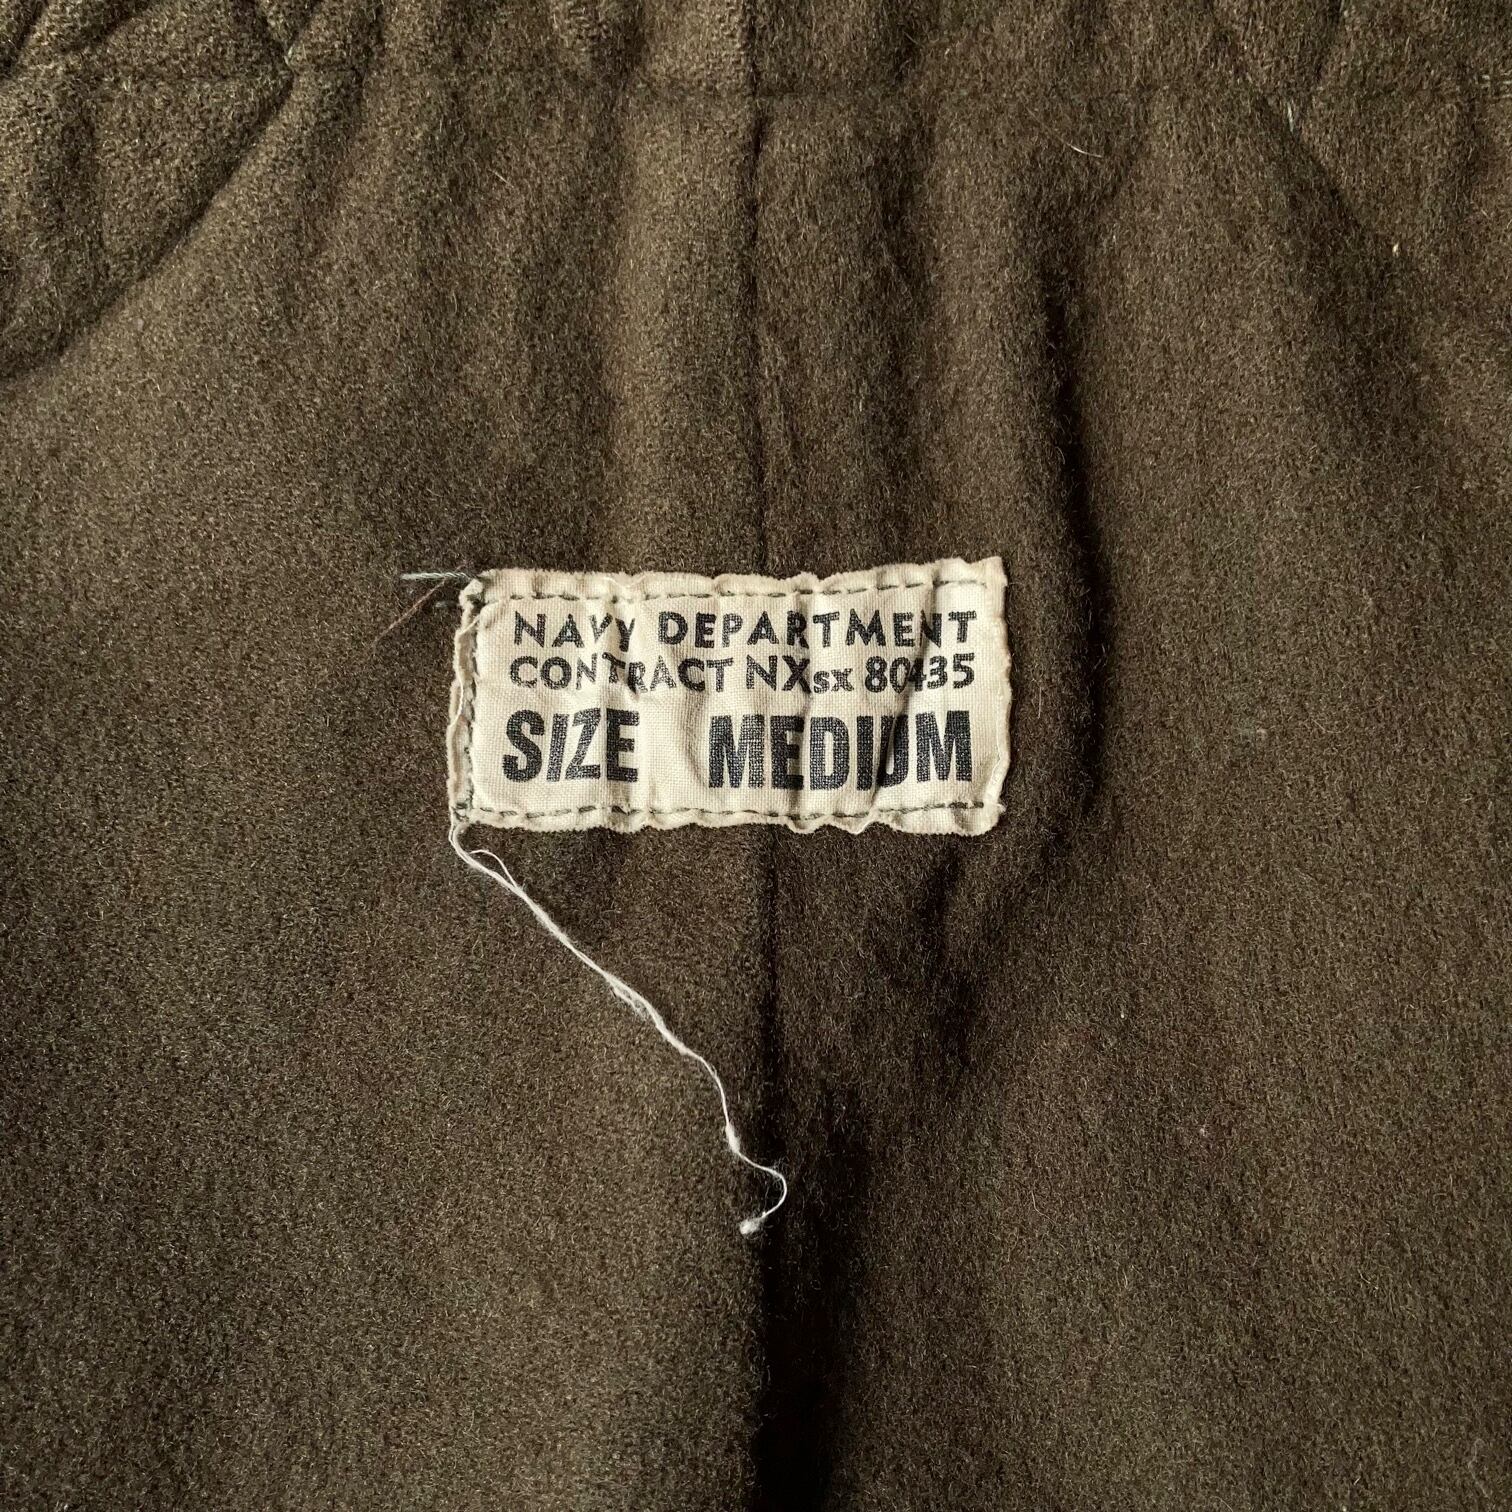 NAVY DEPARTMENT
CONTRACT NXsx 80435
SIZE MEDIUM